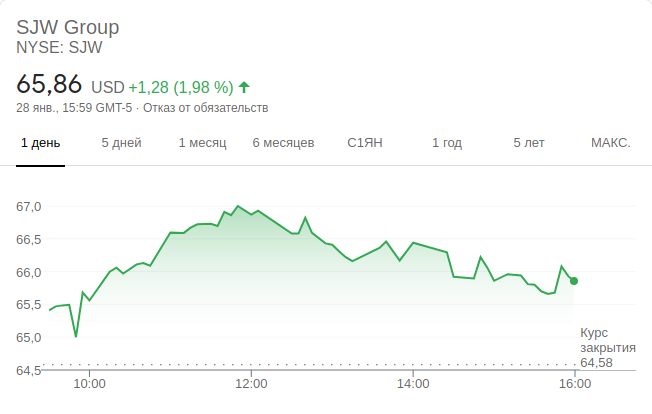 SJW Group
NYSE: SJW
65,86 USD +1,28 (1,98 %)
28 янв., 15:59 GMT-5 · Отказ от обязательств
1 день 5 дней 1 месяц 6 месяцев С1ЯН 1 год 5 лет МАКС.
67,0
66,5
66,0
65,5
65,0
64,5
Курс
закрытия
64,58
10:00 12:00 14:00 16:00